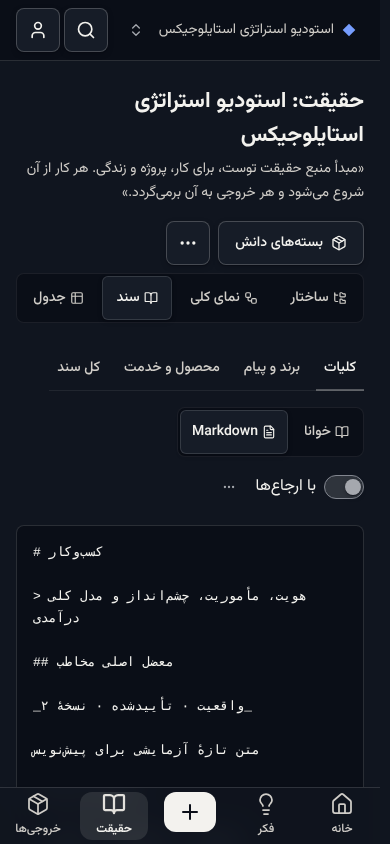 استودیو استراتژی استایلوجیکس
حقیقت: استودیو استراتژی
استایلوجیکس
«مبدأ منبع حقیقت توست، برای کار، پروژه و زندگی. هر کار از آن
شروع می‌شود و هر خروجی به آن برمی‌گردد.»
بسته‌های دانش
ساختار نمای کلی سند جدول
کلیات برند و پیام محصول و خدمت کل سند
خوانا Markdown
با ارجاع‌ها ...
# کسب‌وکار
> هویت، مأموریت، چشم‌انداز و مدل کلی
درآمدی
## معضل اصلی مخاطب
_واقعیت · تأییدشده · نسخهٔ ۲_
متن تازهٔ آزمایشی برای پیش‌نویس
خانه فکر + حقیقت خروجی‌ها